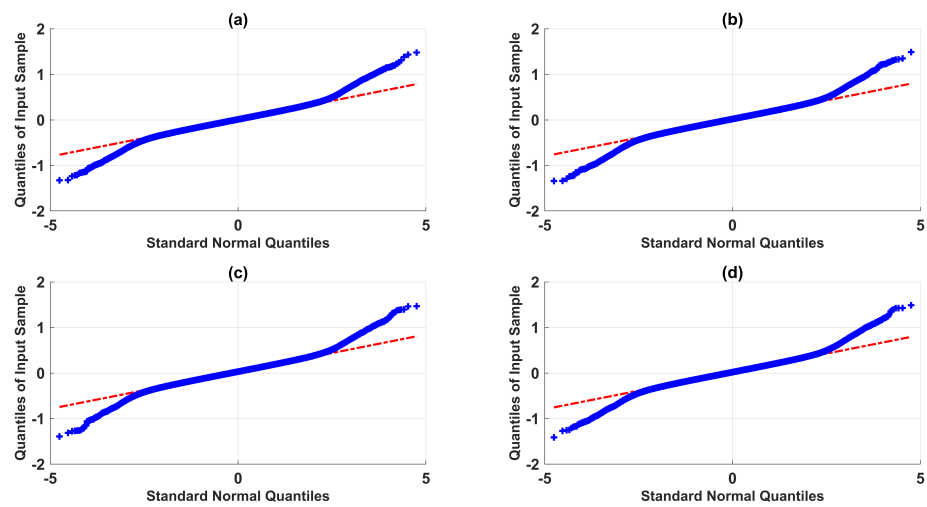 (a)
Quantiles of Input Sample
2
1
0
-1
-2
-5
0
5
Standard Normal Quantiles
(b)
Quantiles of Input Sample
2
1
0
-1
-2
-5
0
5
Standard Normal Quantiles
(c)
Quantiles of Input Sample
2
1
0
-1
-2
-5
0
5
Standard Normal Quantiles
(d)
Quantiles of Input Sample
2
1
0
-1
-2
-5
0
5
Standard Normal Quantiles